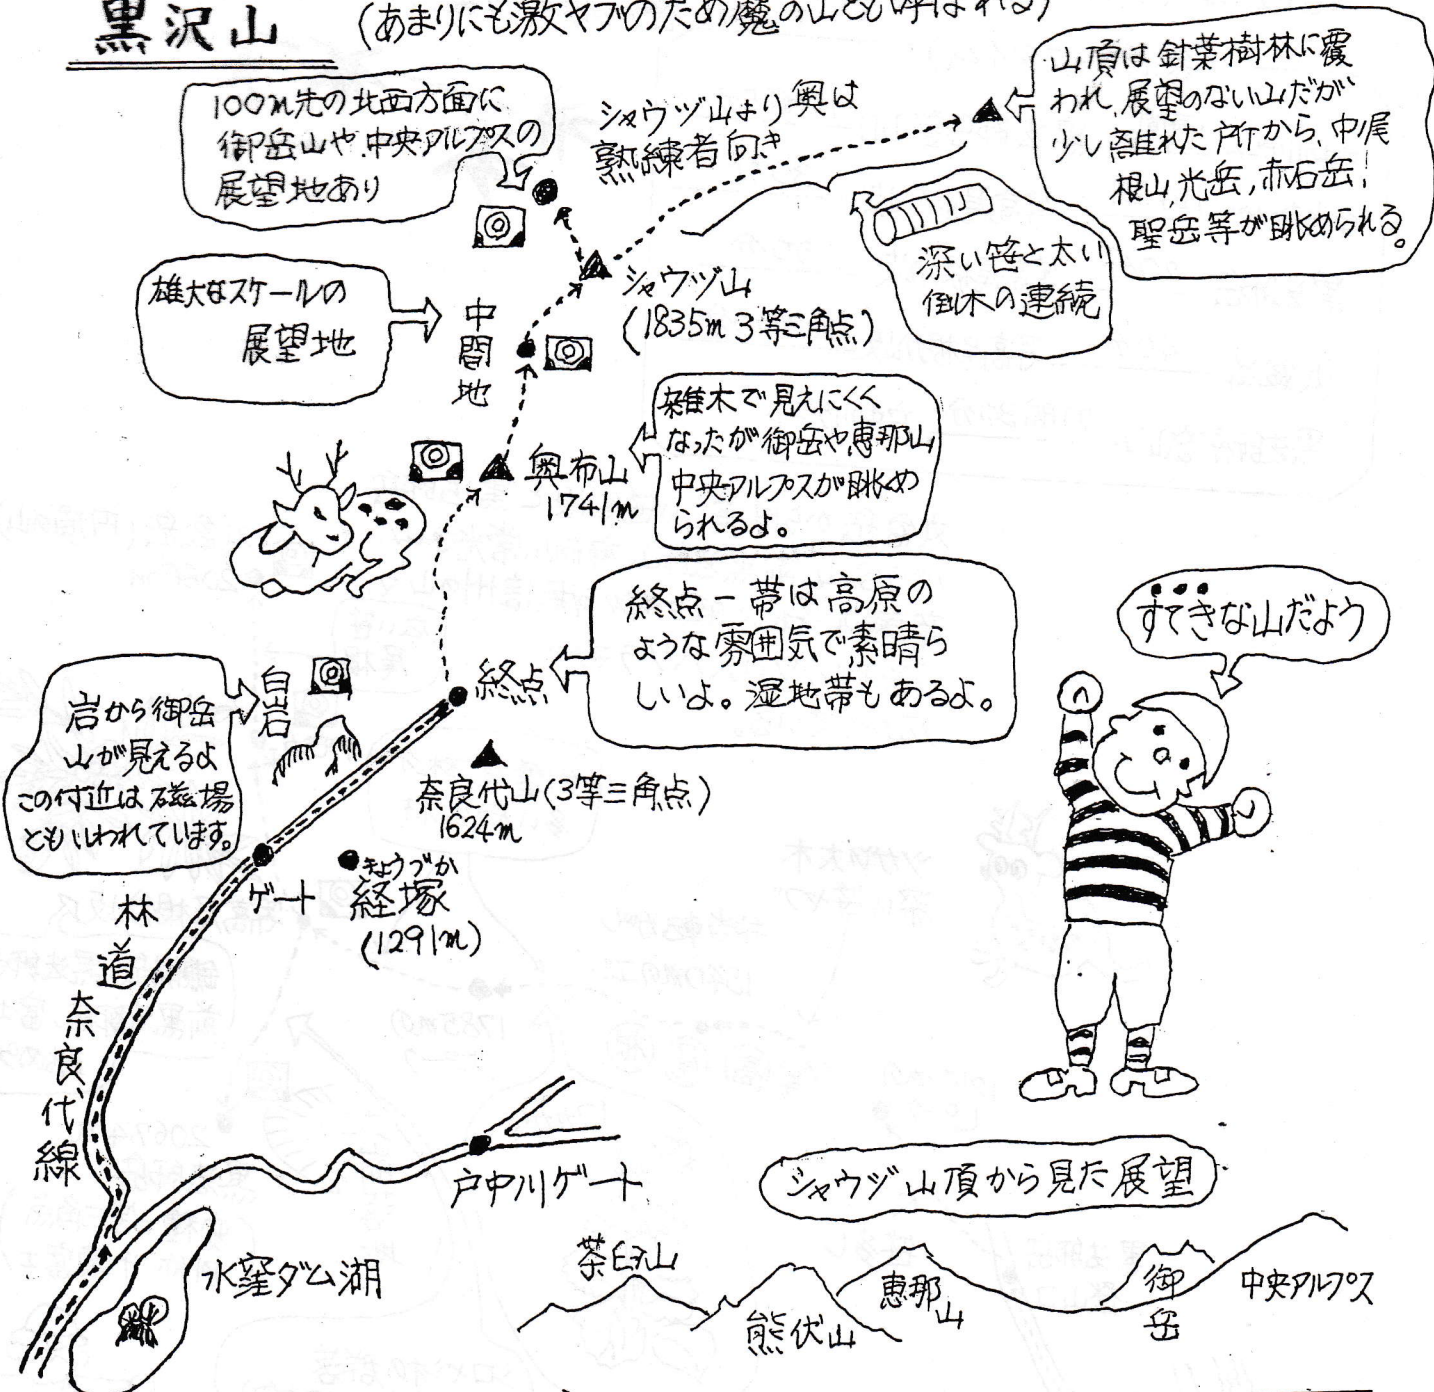 黒沢山
(あまりにも激ヤブのため魔の山とも呼ばれる)
100m先の北西方面に
御岳山や、中央アルプスの
展望地あり
シャウヅ山より奥は
熟練者向き
山頂は針葉樹林に覆
われ、展望のない山だが
少し離れた所から、中ノ尾
根山、光岳、赤石岳、
聖岳等が眺められる。
深い笹と太い
倒木の連続
雄大なスケールの
展望地
中間地
シャウヅ山
(1835m 3等三角点)
雑木で見えにくく
なったが御岳や、恵那山
中央アルプスが眺め
られるよ。
奥布山
1741m
終点一帯は高原の
ような雰囲気で素晴ら
しいよ。湿地帯もあるよ。
終点
すてきな山だよう
岩から御岳
山が見えるよ
この付近は磁場
ともいわれています。
白岩
奈良代山(3等三角点)
1624m
ゲート
きょうづか
経塚
(1291m)
林道奈良代線
戸中川ゲート
水窪ダム湖
シャウヅ山頂から見た展望
茶臼山
熊伏山
恵那山
御岳
中央アルプス